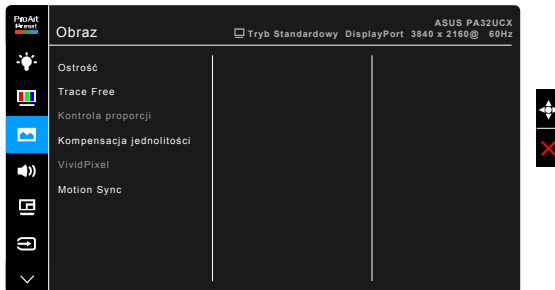 ProArt
Preset
Obraz
ASUS PA32UCX
Tryb Standardowy DisplayPort 3840 x 2160@ 60Hz
Ostrość
Trace Free
Kontrola proporcji
Kompensacja jednolitości
VividPixel
Motion Sync